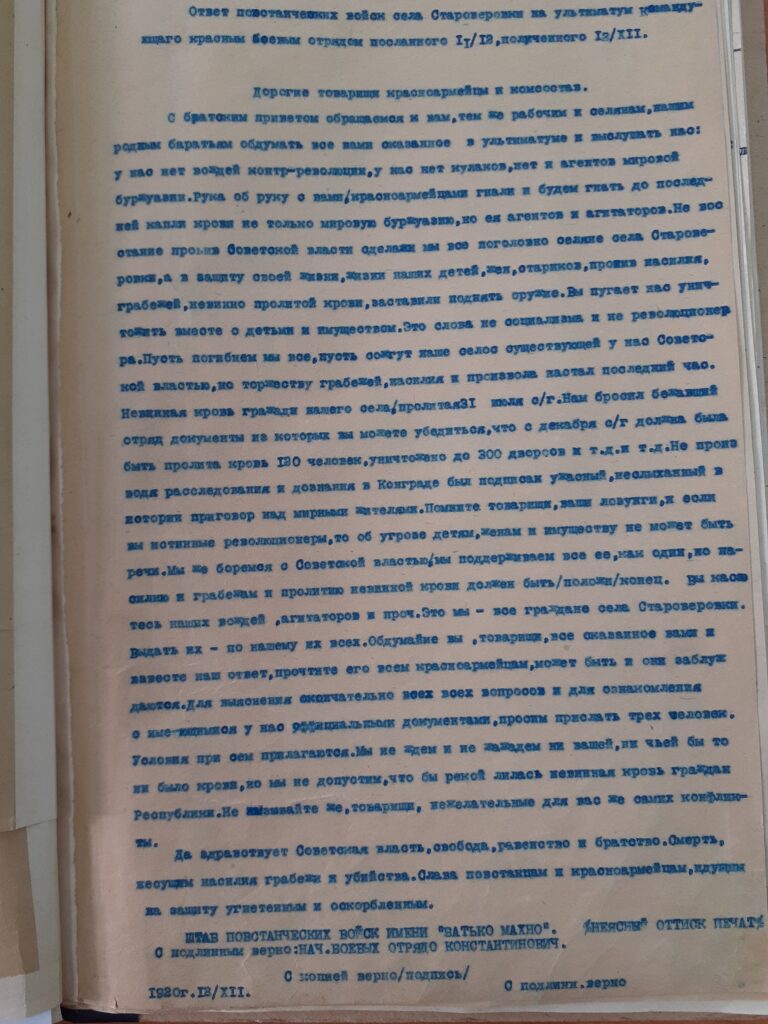 Ответ повстанческих войск села Староверовки на ультиматум команду-
ющаго красным боевым отрядом посланного II/I2,полученного I2/XII.
Дорогие товарищи красноармейцы и комсостав.
С братским приветом обращаемся к вам,тем же рабочим и селянам,нашим
родным баратьям обдумать все вами сказанное в ультиматуме и выслушать нас:
у нас нет вождей контр-революции,у нас нет кулаков,нет и агентов мировой
буржуазии.Рука об руку с вами/красноармейцами гнали и будем гнать до послед-
ней капли крови не только мировую буржуазию,но ея агентов и агитаторов.Не вос
стание против Советской власти сделали мы все поголовно селяне села Старове-
ровки,а в защиту своей жизни,жизни наших детей,жен,стариков,против насилия,
грабежей,невинно пролитой крови,заставили поднять оружие.Вы пугает нас унич-
тожить вместе с детьми и имуществом.Это слова не социализма и не революционер
ра.Пусть погибнем мы все,пусть сожгут наше селос существующей у нас Советс-
кой властью,но торжеству грабежей,насилия и произвола настал последний час.
Невинная кровь гражади нашего села/пролитая31 июля с/г.Нам бросил бежавший
отряд документы из которых вы можете убедиться,что с декабря с/г должна была
быть пролита кровь I20 человек,уничтожено до 300 дворсов и т.д.и т.д.Не произ
водя расследования и дознания в Конграде был подписан ужасный,неслыханный в
истории приговор над мирными жителями.Помните товарищи,ваши лозунги,и если
вы истинные революционеры,то об угрозе детям,женам и имуществу не может быть
речи.Мы же боремся с Советской властью/мы поддерживаем все ее,как один,но на-
силию и грабежам и пролитию невинной крови должен быть/положи/конец. Вы касае
тесь наших вождей ,агитаторов и проч.Это мы - все граждане села Староверовки.
Выдать их - по нашему их всех.Обдумайие вы ,товарищи,все сказанное вами и
взвесте наш ответ,прочтите его всем красноармейцам,может быть и они заблуж
даются.Для выяснения окончательно всех всех вопросов и для ознакомления
с имеющимися у нас оффициальными документами,просим прислать трех человек.
Условия при сем прилагаются.Мы не ждем и не жаждем ни вашей,ни чьей бы то
ни было крови,но мы не допустим,что бы рекой лилась невинная кровь граждан
Республики.Не вызывайте же,товарищи, нежелательные для вас же самих конфлик-
ты.
Да здравствует Советская власть,свобода,равенство и братство.Смерть,
несущим насилия грабежи и убийства.Слава повстанцам и красноармейцам,идущим
на защиту угнетенным и оскорбленным.
ШТАБ ПОВСТАНЧЕСКИХ ВОЙСК ИМЕНИ "БАТЬКО МАХНО". /НЕЯСНЫЙ ОТТИСК ПЕЧАТ/
С подлинным верно:НАЧ.БОЕВЫХ ОТРЯДО КОНСТАНТИНОВИЧ.
С копией верно/подпись/
I920г.I2/XII.
С подлинн.верно